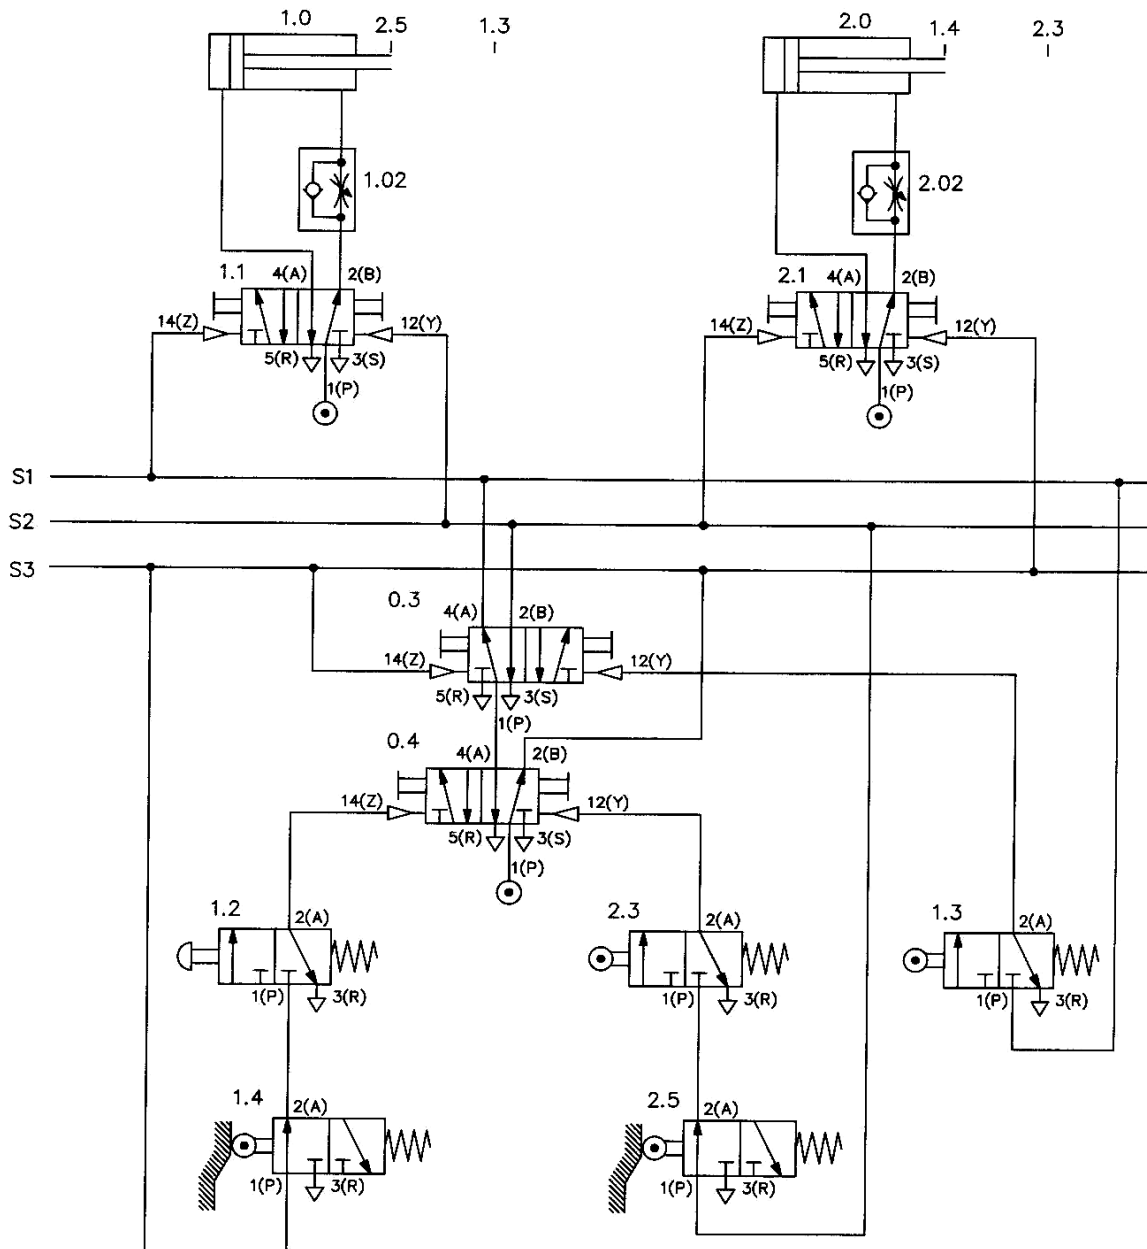 1.0 2.5 1.3 2.0 1.4 2.3
1.02 2.02
1.1 4(A) 2(B) 2.1 4(A) 2(B)
14(Z) 12(Y) 14(Z) 12(Y)
5(R) 3(S) 5(R) 3(S)
1(P) 1(P)
S1
S2
S3
0.3 4(A) 2(B)
14(Z) 12(Y)
5(R) 3(S)
1(P)
0.4 4(A) 2(B)
14(Z) 12(Y)
5(R) 3(S)
1(P)
1.2 2(A) 2.3 2(A) 1.3 2(A)
1(P) 3(R) 1(P) 3(R) 1(P) 3(R)
1.4 2(A) 2.5 2(A)
1(P) 3(R) 1(P) 3(R)